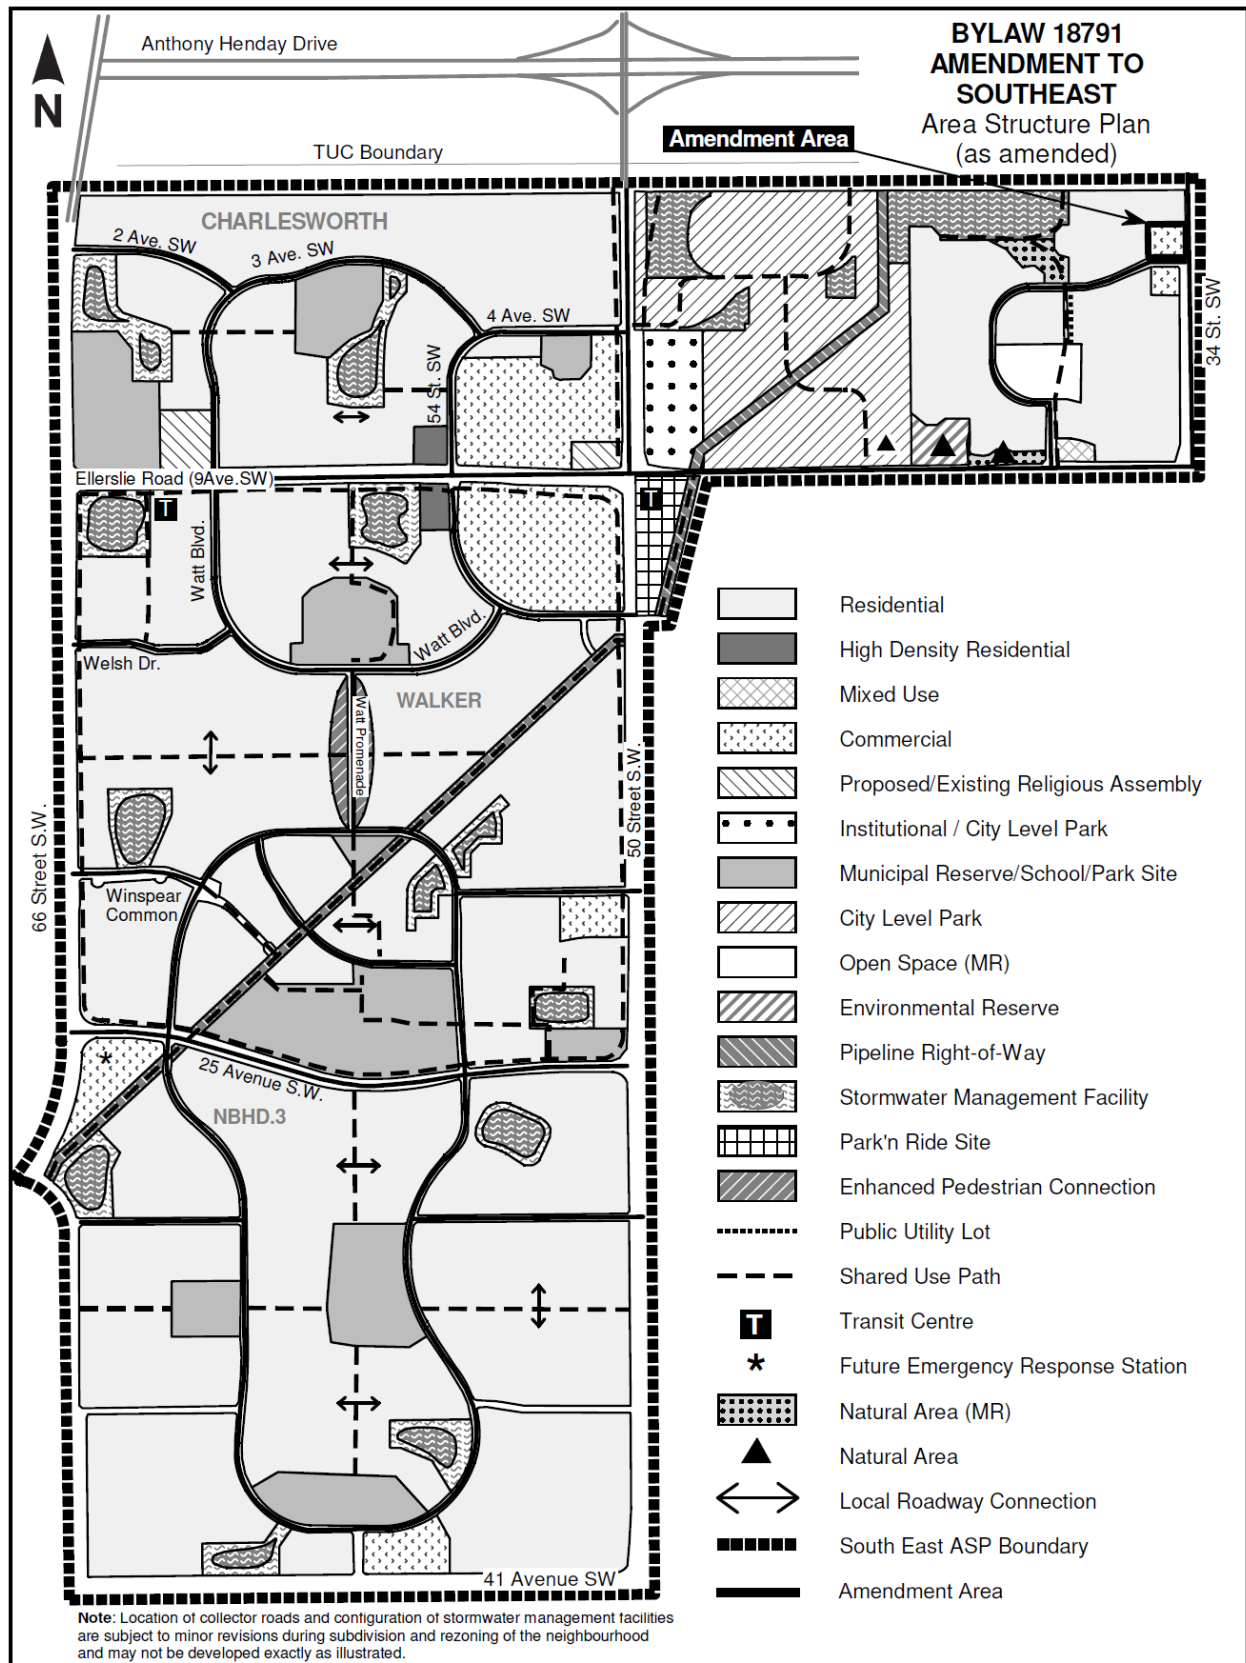 BYLAW 18791
AMENDMENT TO
SOUTHEAST
Area Structure Plan
(as amended)
Anthony Henday Drive
N
TUC Boundary
Amendment Area
CHARLESWORTH
2 Ave. SW
3 Ave. SW
4 Ave. SW
54 St. SW
34 St. SW
Ellerslie Road (9Ave.SW)
T
T
Watt Blvd.
Watt Blvd.
Welsh Dr.
WALKER
Watt Promenade
66 Street S.W.
50 Street S.W.
Winspear
Common
*
25 Avenue S.W.
NBHD.3
41 Avenue SW
Residential
High Density Residential
Mixed Use
Commercial
Proposed/Existing Religious Assembly
Institutional / City Level Park
Municipal Reserve/School/Park Site
City Level Park
Open Space (MR)
Environmental Reserve
Pipeline Right-of-Way
Stormwater Management Facility
Park'n Ride Site
Enhanced Pedestrian Connection
Public Utility Lot
Shared Use Path
T Transit Centre
* Future Emergency Response Station
Natural Area (MR)
Natural Area
Local Roadway Connection
South East ASP Boundary
Amendment Area
Note: Location of collector roads and configuration of stormwater management facilities
are subject to minor revisions during subdivision and rezoning of the neighbourhood
and may not be developed exactly as illustrated.